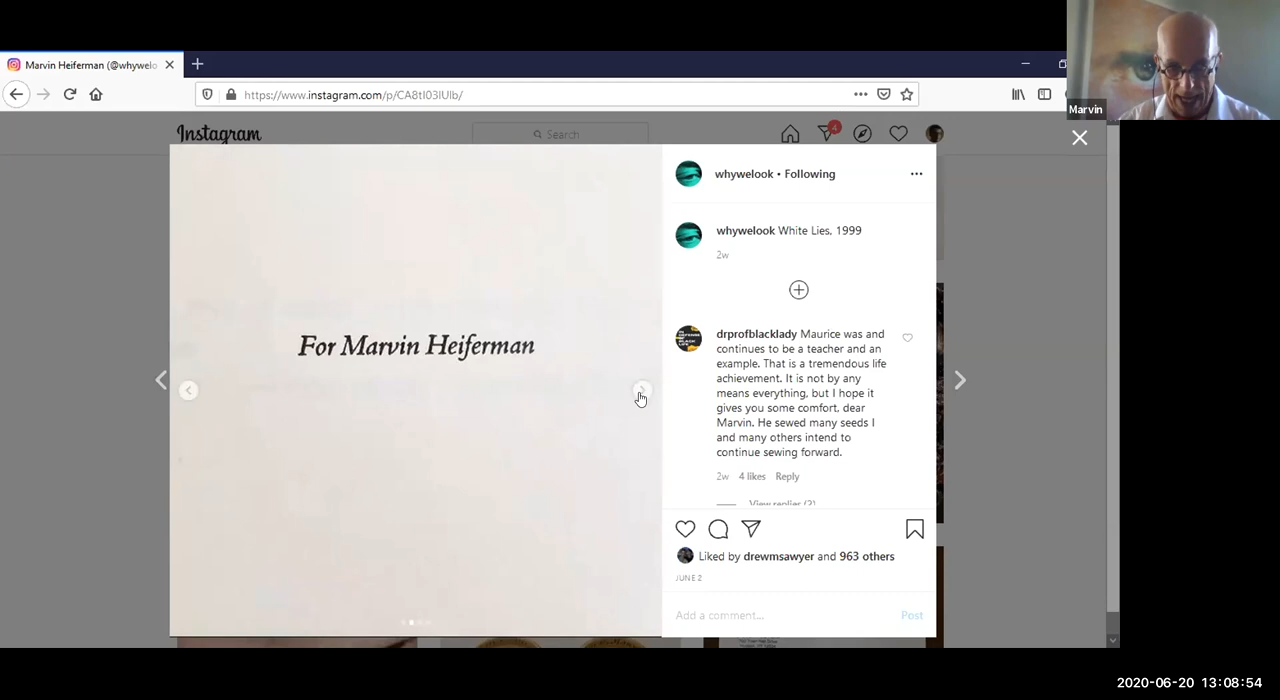 Marvin Heiferman (@whywelo
https://www.instagram.com/p/CA8tI03lUIb/
Marvin
Instagram
Search
4
whywelook • Following
whywelook White Lies, 1999
2w
For Marvin Heiferman
drprofblacklady Maurice was and
continues to be a teacher and an
example. That is a tremendous life
achievement. It is not by any
means everything, but I hope it
gives you some comfort, dear
Marvin. He sewed many seeds I
and many others intend to
continue sewing forward.
2w 4 likes Reply
View replies (2)
Liked by drewmsawyer and 963 others
JUNE 2
Add a comment... Post
2020-06-20 13:08:54